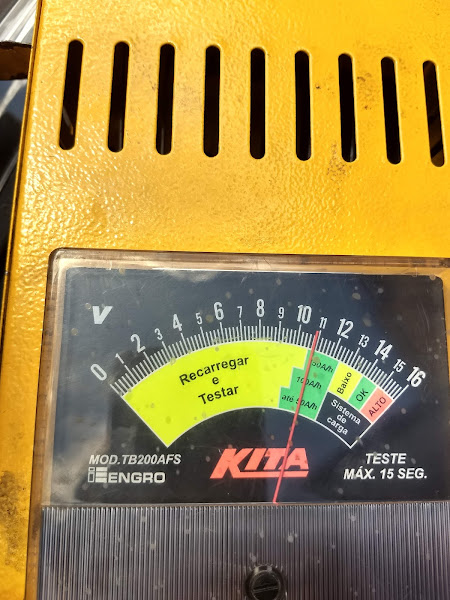 V
0 1 2 3 4 5 6 7 8 9 10 11 12 13 14 15 16
Recarregar
e
Testar
100A/h
até 50A/h
Baixo
OK
ALTO
Sistema
de
carga
MOD.TB200AFS
ENGRO
KITA
TESTE
MÁX. 15 SEG.